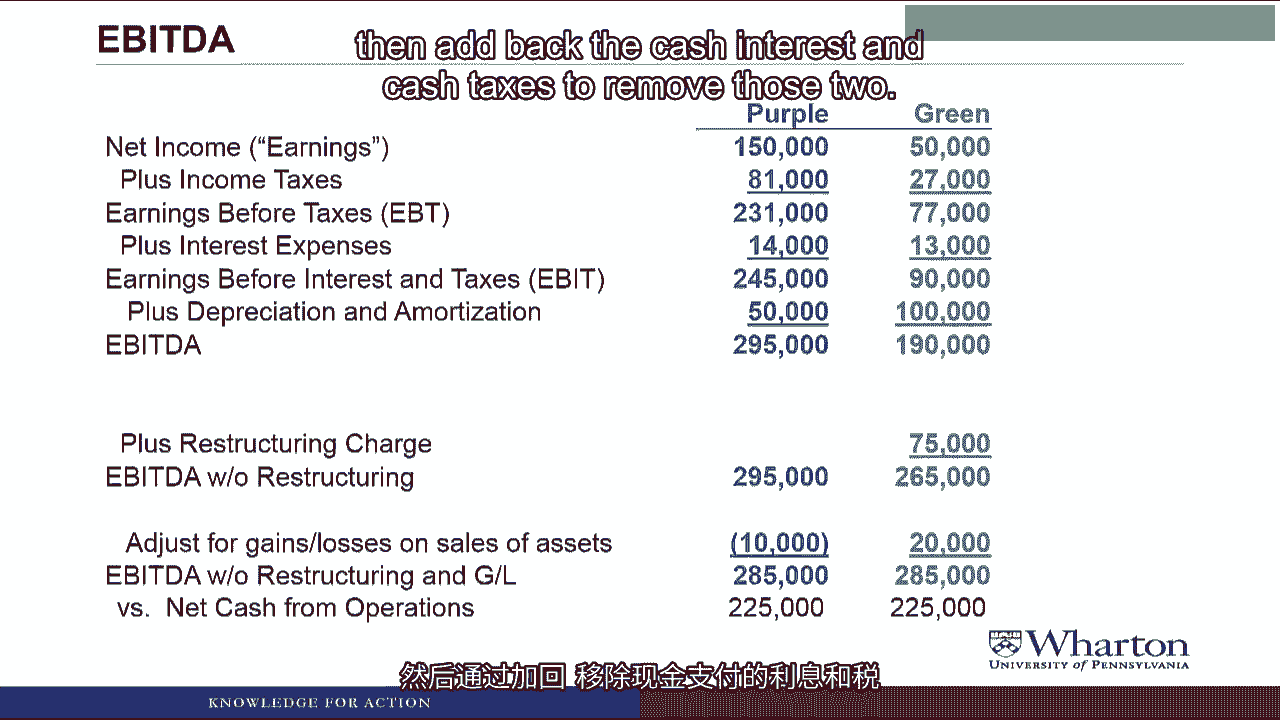 EBITDA
then add back the cash interest and
cash taxes to remove those two.
Purple Green
Net Income (“Earnings”) 150,000 50,000
Plus Income Taxes 81,000 27,000
Earnings Before Taxes (EBT) 231,000 77,000
Plus Interest Expenses 14,000 13,000
Earnings Before Interest and Taxes (EBIT) 245,000 90,000
Plus Depreciation and Amortization 50,000 100,000
EBITDA 295,000 190,000
Plus Restructuring Charge 75,000
EBITDA w/o Restructuring 295,000 265,000
Adjust for gains/losses on sales of assets (10,000) 20,000
EBITDA w/o Restructuring and G/L 285,000 285,000
vs. Net Cash from Operations 225,000 225,000
Wharton
UNIVERSITY of PENNSYLVANIA
然后通过加回 移除现金支付的利息和税
KNOWLEDGE FOR ACTION